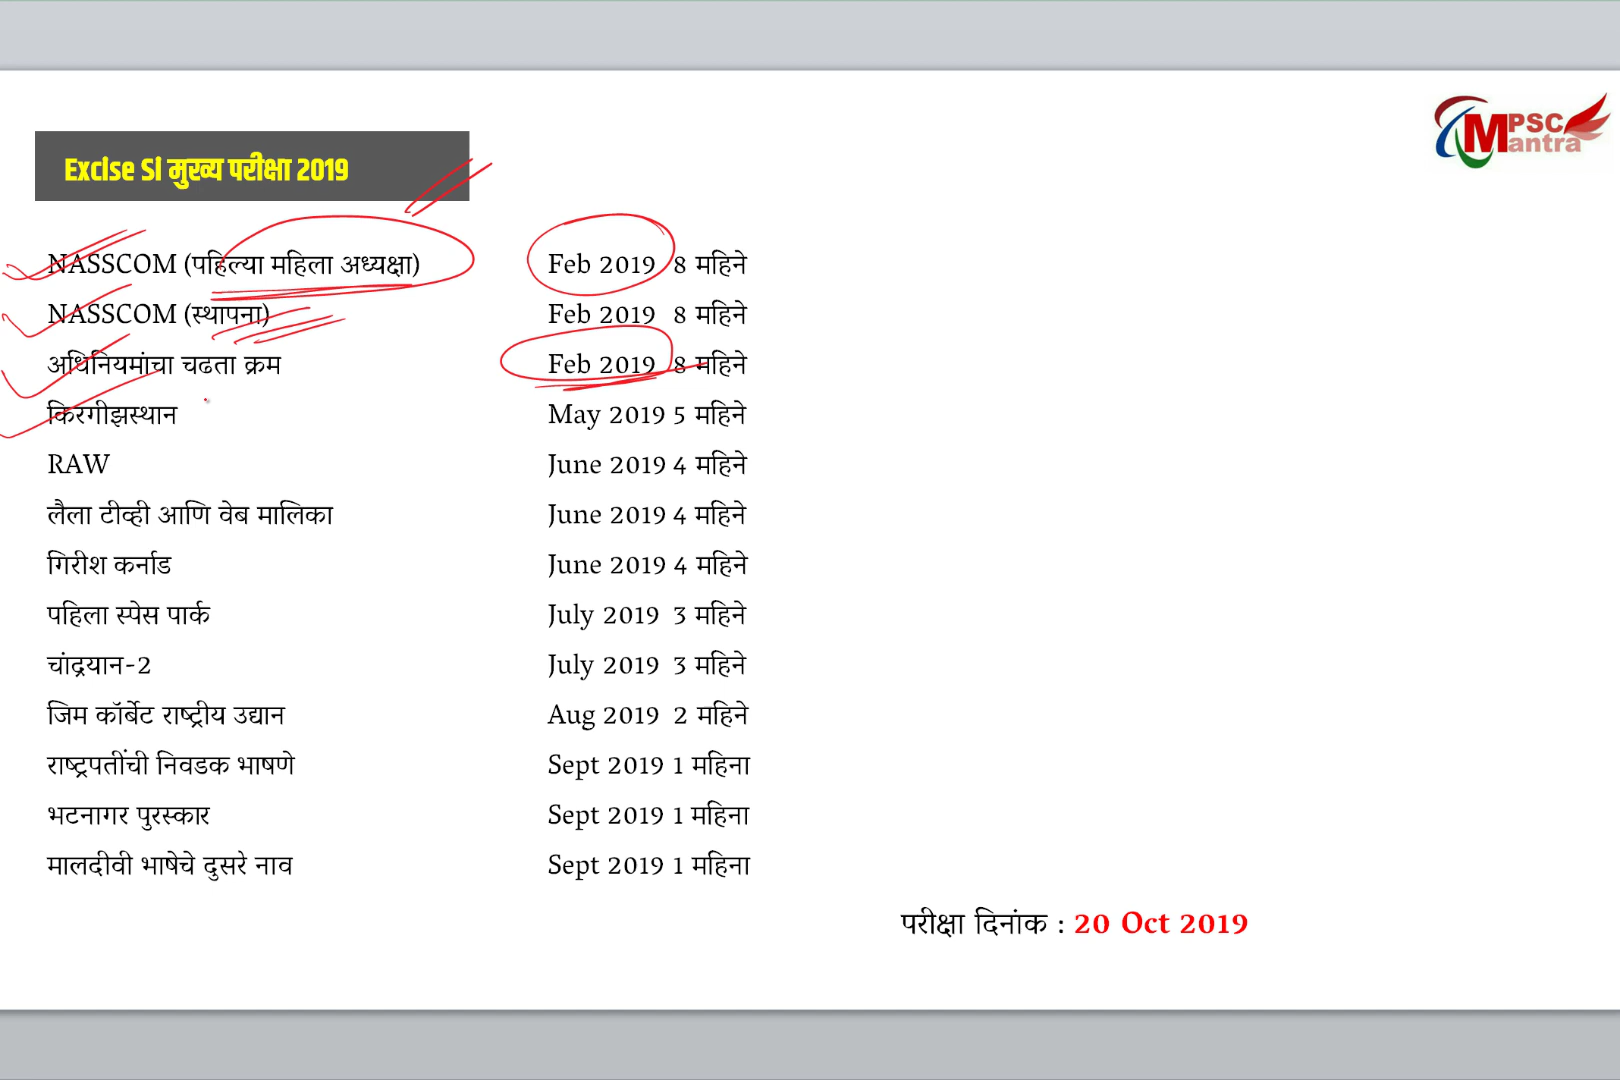 MPSC Mantra
Excise SI मुख्य परीक्षा 2019
NASSCOM (पहिल्या महिला अध्यक्षा) Feb 2019 8 महिने
NASSCOM (स्थापना) Feb 2019 8 महिने
अधिनियमांचा चढता क्रम Feb 2019 8 महिने
किरगीझस्थान May 2019 5 महिने
RAW June 2019 4 महिने
लैला टीव्ही आणि वेब मालिका June 2019 4 महिने
गिरीश कर्नाड June 2019 4 महिने
पहिला स्पेस पार्क July 2019 3 महिने
चांद्रयान-2 July 2019 3 महिने
जिम कॉर्बेट राष्ट्रीय उद्यान Aug 2019 2 महिने
राष्ट्रपतींची निवडक भाषणे Sept 2019 1 महिना
भटनागर पुरस्कार Sept 2019 1 महिना
मालदीवी भाषेचे दुसरे नाव Sept 2019 1 महिना
परीक्षा दिनांक : 20 Oct 2019